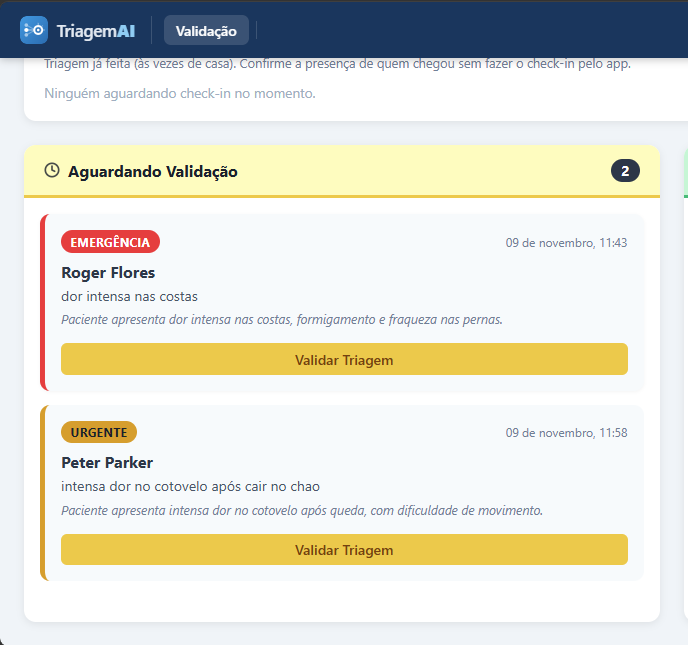 TriagemAI
Validação
Triagem já feita (às vezes de casa). Confirme a presença de quem chegou sem fazer o check-in pelo app.
Ninguém aguardando check-in no momento.
Aguardando Validação
2
EMERGÊNCIA
09 de novembro, 11:43
Roger Flores
dor intensa nas costas
Paciente apresenta dor intensa nas costas, formigamento e fraqueza nas pernas.
Validar Triagem
URGENTE
09 de novembro, 11:58
Peter Parker
intensa dor no cotovelo após cair no chao
Paciente apresenta intensa dor no cotovelo após queda, com dificuldade de movimento.
Validar Triagem